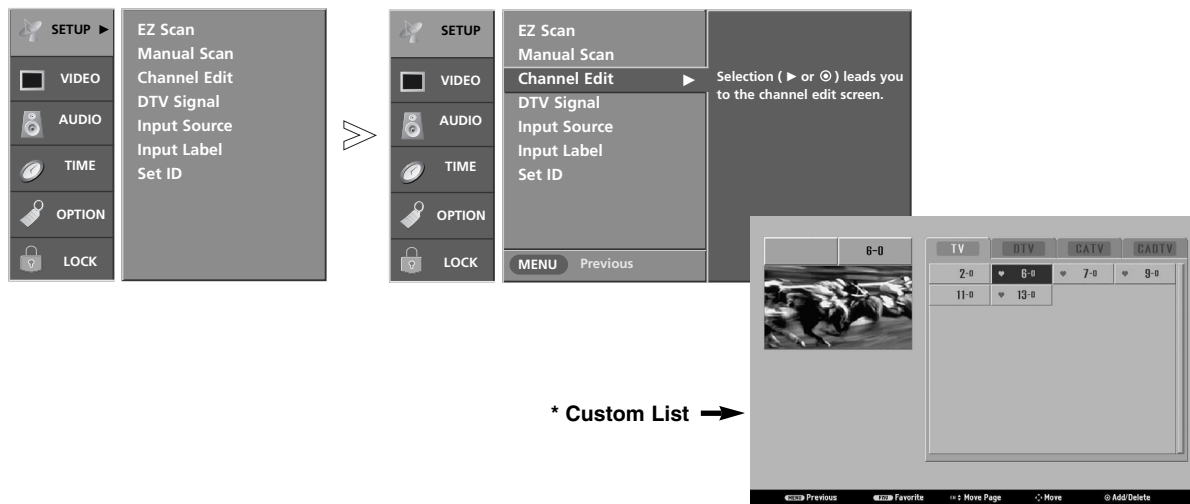 SETUP ►
VIDEO
AUDIO
TIME
OPTION
LOCK
EZ Scan
Manual Scan
Channel Edit
DTV Signal
Input Source
Input Label
Set ID
SETUP
VIDEO
AUDIO
TIME
OPTION
LOCK
EZ Scan
Manual Scan
Channel Edit ►
DTV Signal
Input Source
Input Label
Set ID
MENU Previous
Selection ( ► or ⊙ ) leads you
to the channel edit screen.
* Custom List
6-0
TV DTV CATV CADTV
2-0 ♥ 6-0 ♥ 7-0 ♥ 9-0
11-0 ♥ 13-0
MENU Previous FAV Favorite CH Move Page Move ⊙ Add/Delete